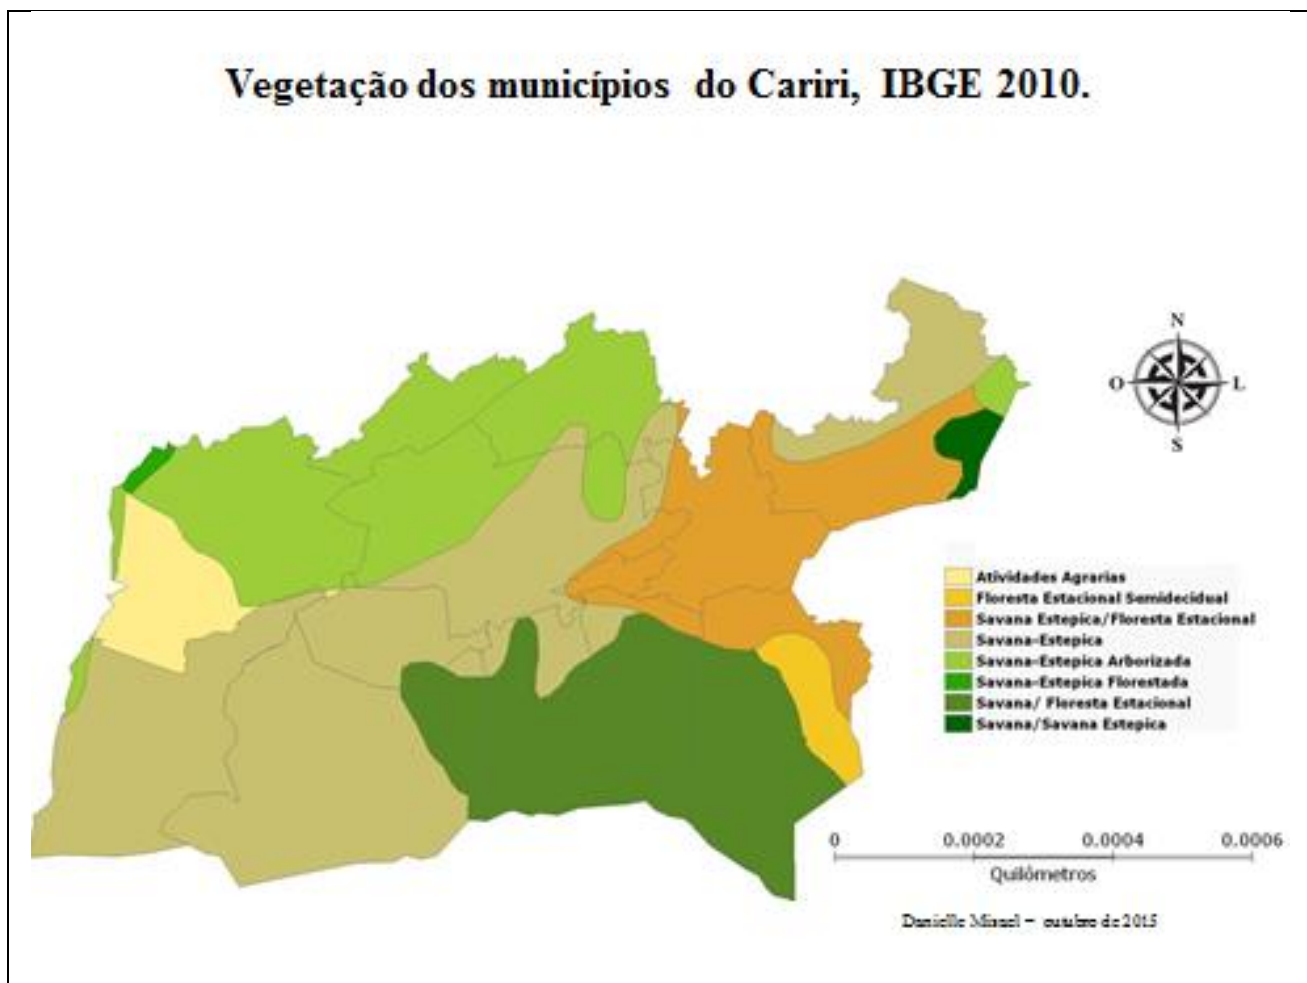 Vegetação dos municípios do Cariri, IBGE 2010.
N
O
L
S
Atividades Agrarias
Floresta Estacional Semidecidual
Savana Estepica/Floresta Estacional
Savana-Estepica
Savana-Estepica Arborizada
Savana-Estepica Florestada
Savana/ Floresta Estacional
Savana/Savana Estepica
0 0.0002 0.0004 0.0006
Quilômetros
Danielle – outubro de 2015